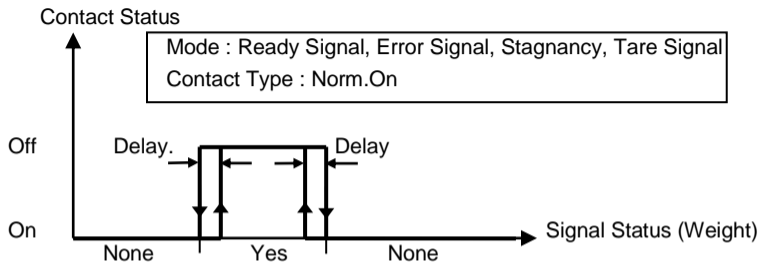 Contact Status
Mode : Ready Signal, Error Signal, Stagnancy, Tare Signal
Contact Type : Norm.On
Off
Delay.
Delay
On
Signal Status (Weight)
None
Yes
None